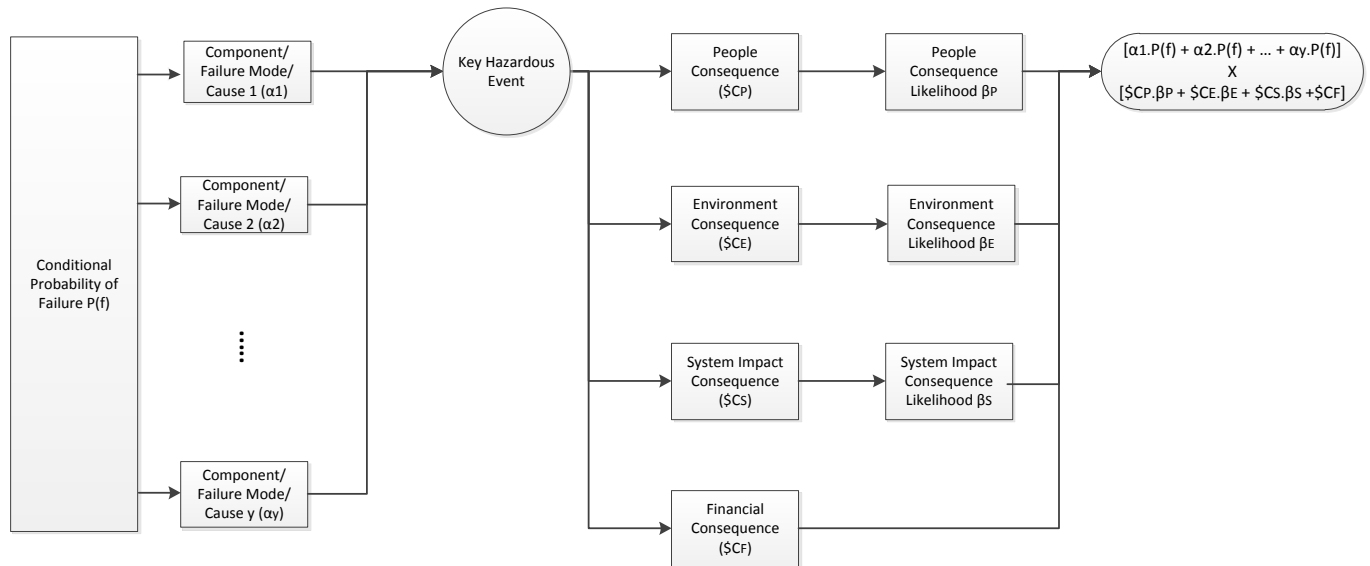 Conditional
Probability of
Failure P(f)
Component/
Failure Mode/
Cause 1 (α1)
Component/
Failure Mode/
Cause 2 (α2)
Component/
Failure Mode/
Cause y (αy)
Key Hazardous
Event
People
Consequence
($CP)
People
Consequence
Likelihood βP
Environment
Consequence
($CE)
Environment
Consequence
Likelihood βE
System Impact
Consequence
($CS)
System Impact
Consequence
Likelihood βS
Financial
Consequence
($CF)
[α1.P(f) + α2.P(f) + ... + αy.P(f)]
X
[$CP.βP + $CE.βE + $CS.βS +$CF]